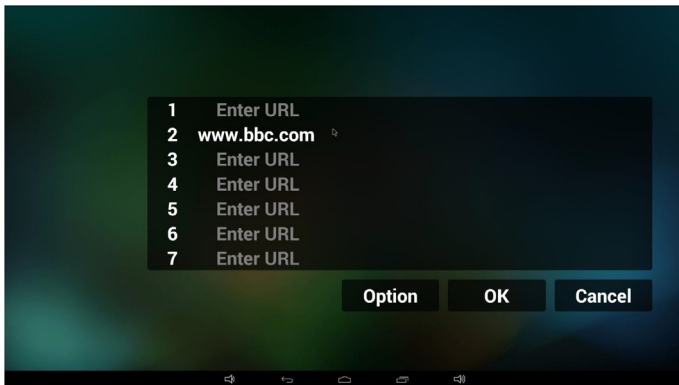 1 Enter URL
2 www.bbc.com
3 Enter URL
4 Enter URL
5 Enter URL
6 Enter URL
7 Enter URL
Option OK Cancel